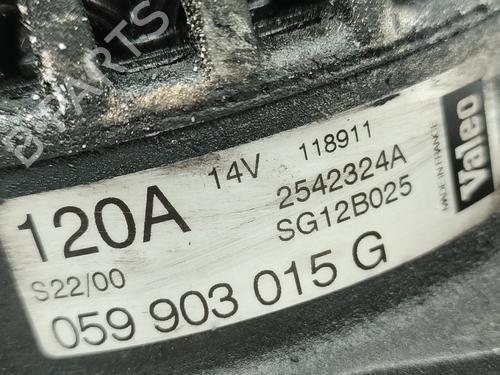 B PARTS
120A 14V 118911
2542324A
SG12B025
S22/00
059 903 015 G
Valeo
MADE IN FRANCE